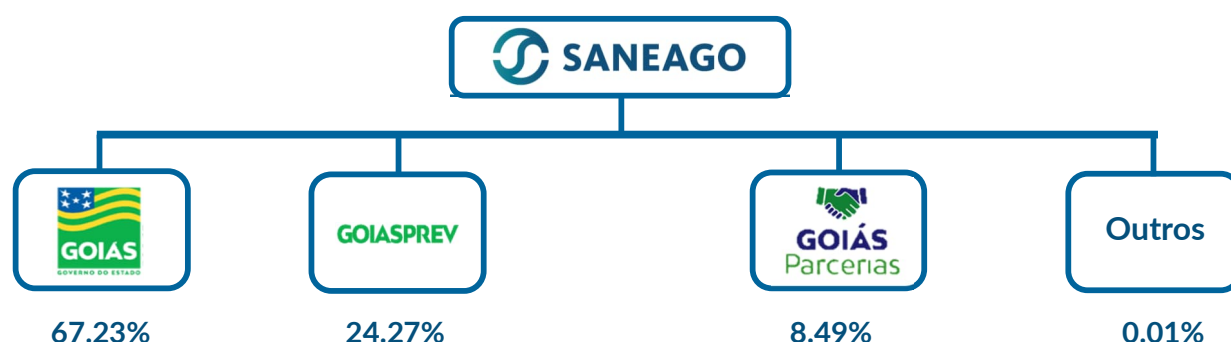 SANEAGO
GOIÁS
GOVERNO DO ESTADO
GOIASPREV
GOIÁS
Parcerias
Outros
67.23%
24.27%
8.49%
0.01%